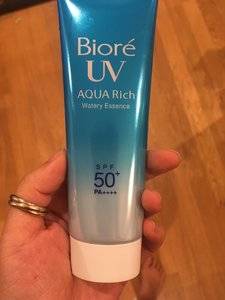 Bioré
UV
AQUA Rich
Watery Essence
SPF
50+
PA++++